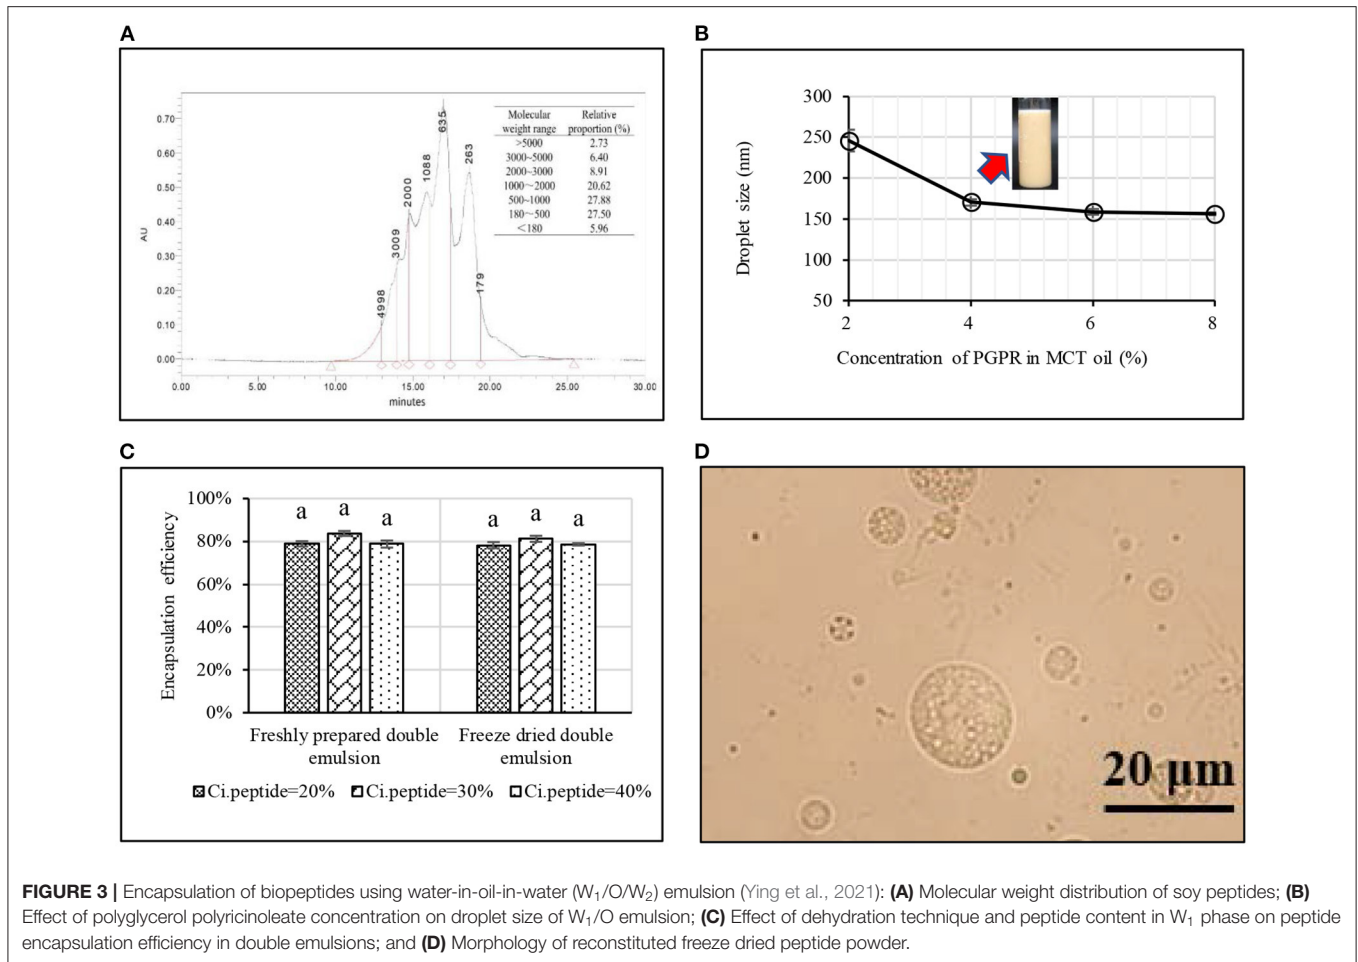 A
Molecular Relative
weight range proportion (%)
>5000 2.73
3000~5000 6.40
2000~3000 8.91
1000~2000 20.62
500~1000 27.88
180~500 27.50
<180 5.96
4998
3009
2000
1088
635
263
179
AU
0.70
0.60
0.50
0.40
0.30
0.20
0.10
0.00
0.00 5.00 10.00 15.00 20.00 25.00 30.00
minutes
B
Droplet size (nm)
300
250
200
150
100
50
2 4 6 8
Concentration of PGPR in MCT oil (%)
C
Encapsulation efficiency
100%
80%
60%
40%
20%
0%
a a a a a a
Freshly prepared double
emulsion
Freeze dried double
emulsion
Ci.peptide=20% Ci.peptide=30% Ci.peptide=40%
D
20 μm
FIGURE 3 | Encapsulation of biopeptides using water-in-oil-in-water (W₁/O/W₂) emulsion (Ying et al., 2021): (A) Molecular weight distribution of soy peptides; (B)
Effect of polyglycerol polyricinoleate concentration on droplet size of W₁/O emulsion; (C) Effect of dehydration technique and peptide content in W₁ phase on peptide
encapsulation efficiency in double emulsions; and (D) Morphology of reconstituted freeze dried peptide powder.